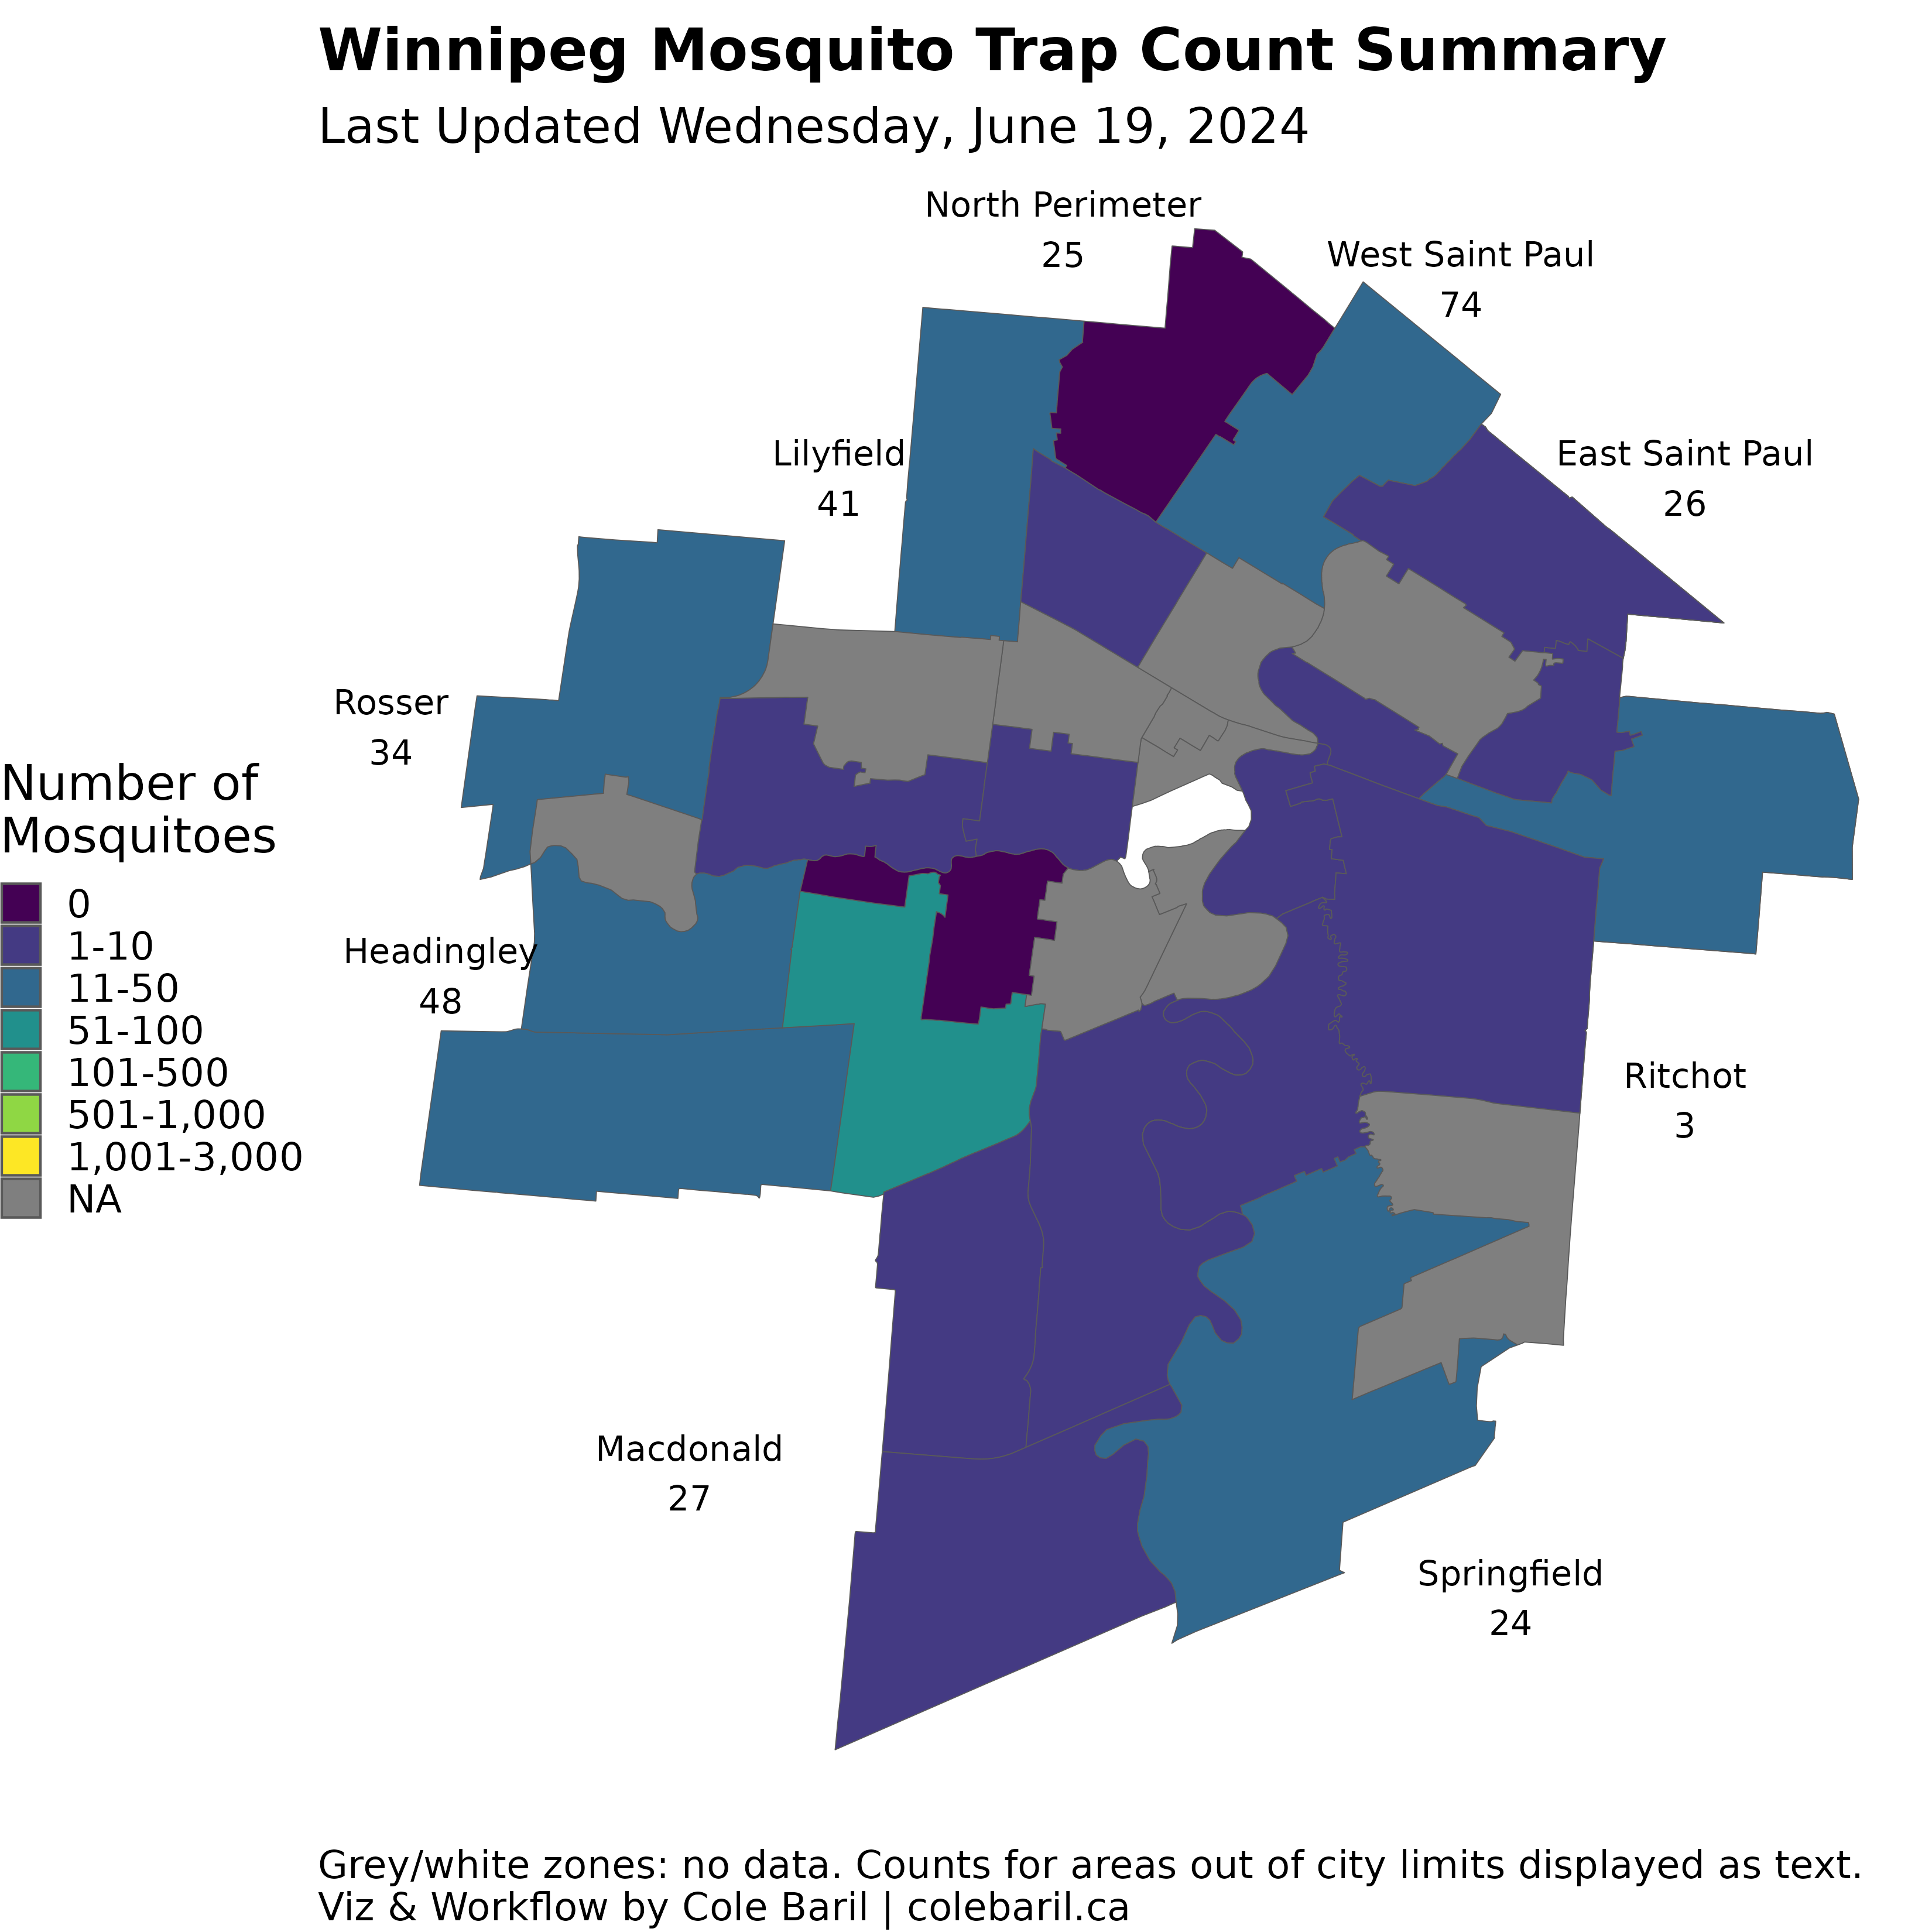 Winnipeg Mosquito Trap Count Summary
Last Updated Wednesday, June 19, 2024
North Perimeter
25
West Saint Paul
74
Lilyfield
41
East Saint Paul
26
Rosser
34
Number of
Mosquitoes
0
1-10
11-50
51-100
101-500
501-1,000
1,001-3,000
NA
Headingley
48
Ritchot
3
Macdonald
27
Springfield
24
Grey/white zones: no data. Counts for areas out of city limits displayed as text.
Viz & Workflow by Cole Baril | colebaril.ca